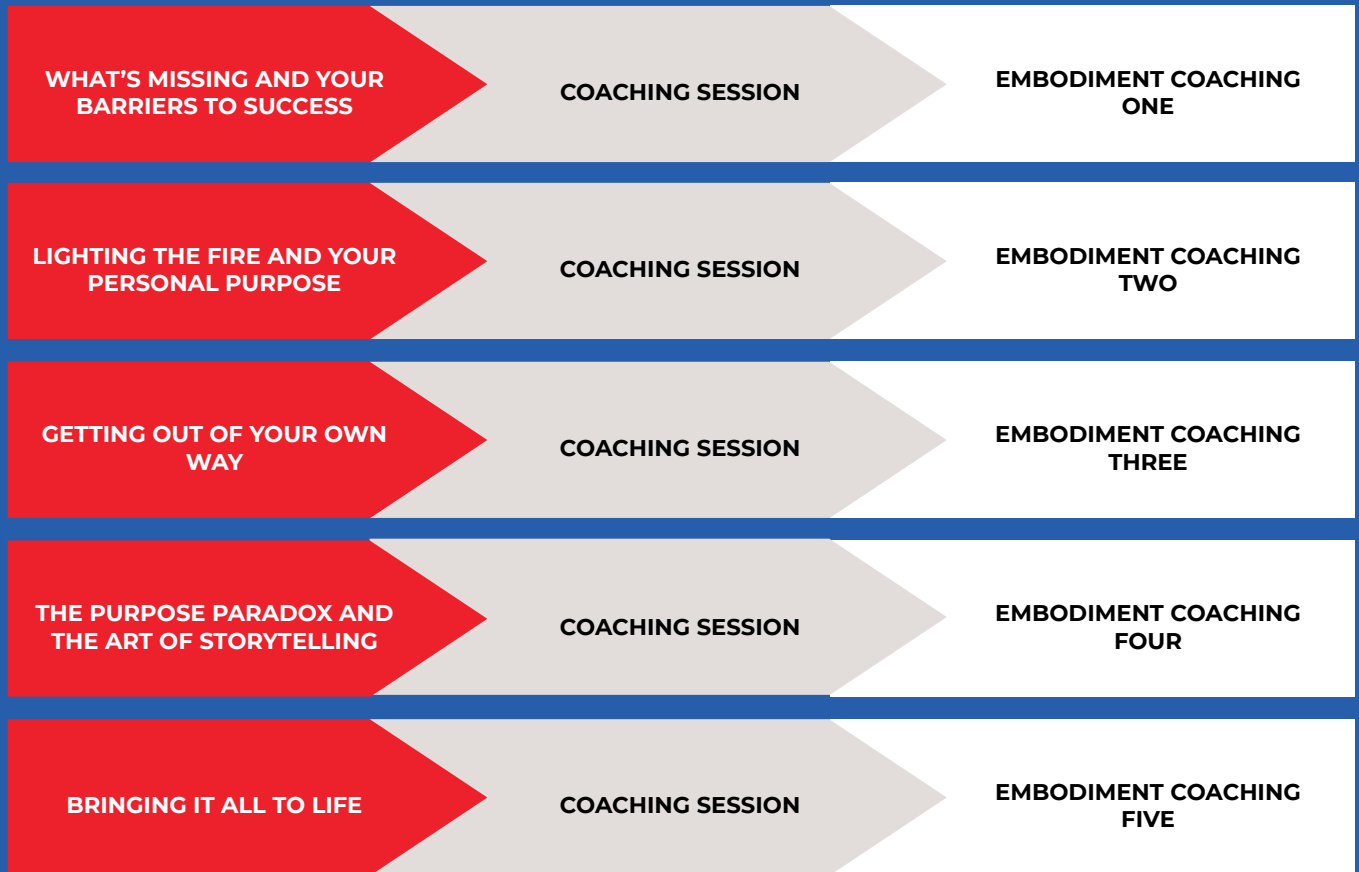 WHAT’S MISSING AND YOUR
BARRIERS TO SUCCESS
COACHING SESSION
EMBODIMENT COACHING
ONE
LIGHTING THE FIRE AND YOUR
PERSONAL PURPOSE
COACHING SESSION
EMBODIMENT COACHING
TWO
GETTING OUT OF YOUR OWN
WAY
COACHING SESSION
EMBODIMENT COACHING
THREE
THE PURPOSE PARADOX AND
THE ART OF STORYTELLING
COACHING SESSION
EMBODIMENT COACHING
FOUR
BRINGING IT ALL TO LIFE
COACHING SESSION
EMBODIMENT COACHING
FIVE